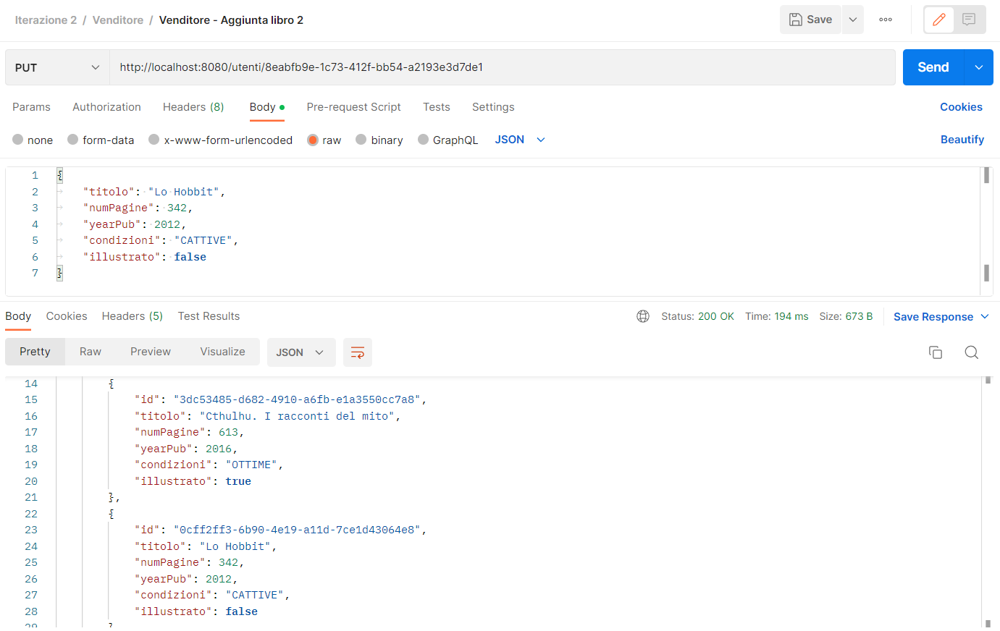 Iterazione 2 / Venditore / Venditore - Aggiunta libro 2
Save
PUT
http://localhost:8080/utenti/8eabfb9e-1c73-412f-bb54-a2193e3d7de1
Send
Params Authorization Headers (8) Body Pre-request Script Tests Settings Cookies
none form-data x-www-form-urlencoded raw binary GraphQL JSON Beautify
1 {
2 "titolo": "Lo Hobbit",
3 "numPagine": 342,
4 "yearPub": 2012,
5 "condizioni": "CATTIVE",
6 "illustrato": false
7 }
Body Cookies Headers (5) Test Results Status: 200 OK Time: 194 ms Size: 673 B Save Response
Pretty Raw Preview Visualize JSON
14 {
15 "id": "3dc53485-d682-4910-a6fb-e1a3550cc7a8",
16 "titolo": "Cthulhu. I racconti del mito",
17 "numPagine": 613,
18 "yearPub": 2016,
19 "condizioni": "OTTIME",
20 "illustrato": true
21 },
22 {
23 "id": "0cff2ff3-6b90-4e19-a11d-7ce1d43064e8",
24 "titolo": "Lo Hobbit",
25 "numPagine": 342,
26 "yearPub": 2012,
27 "condizioni": "CATTIVE",
28 "illustrato": false
29 }